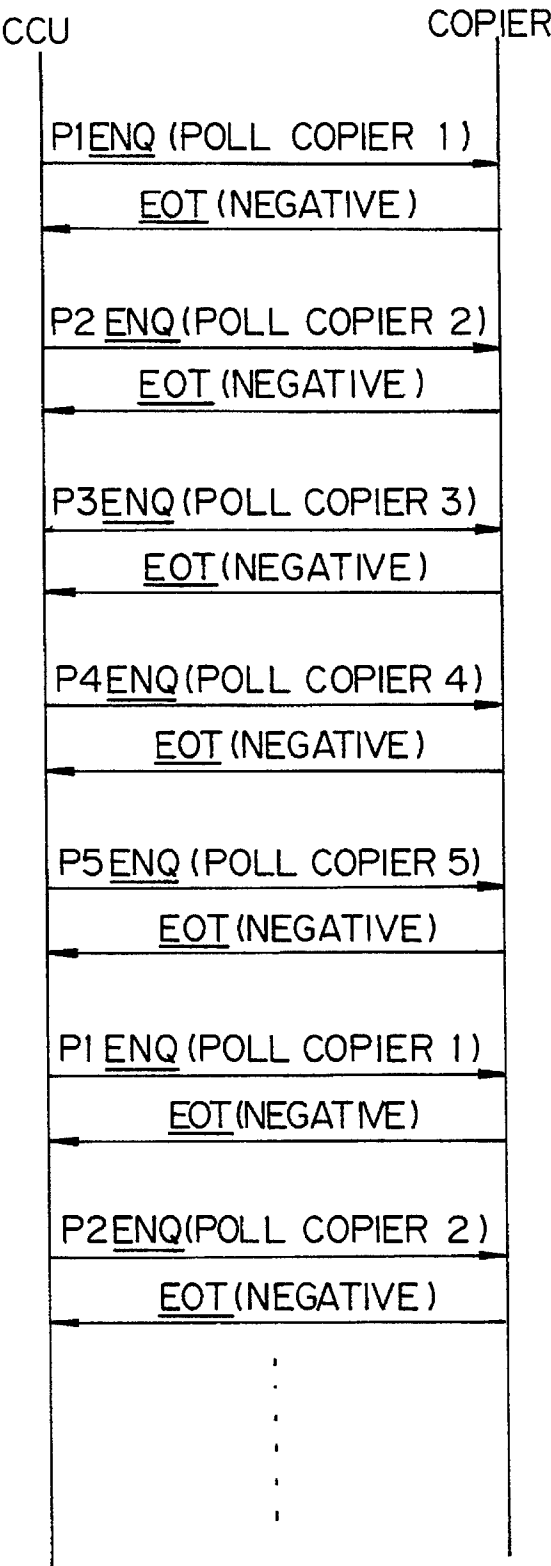 CCU COPIER
P1ENQ (POLL COPIER 1)
EOT (NEGATIVE)
P2 ENQ (POLL COPIER 2)
EOT (NEGATIVE)
P3ENQ (POLL COPIER 3)
EOT (NEGATIVE)
P4ENQ (POLL COPIER 4)
EOT (NEGATIVE)
P5 ENQ (POLL COPIER 5)
EOT (NEGATIVE)
P1 ENQ (POLL COPIER 1)
EOT (NEGATIVE)
P2ENQ (POLL COPIER 2)
EOT (NEGATIVE)